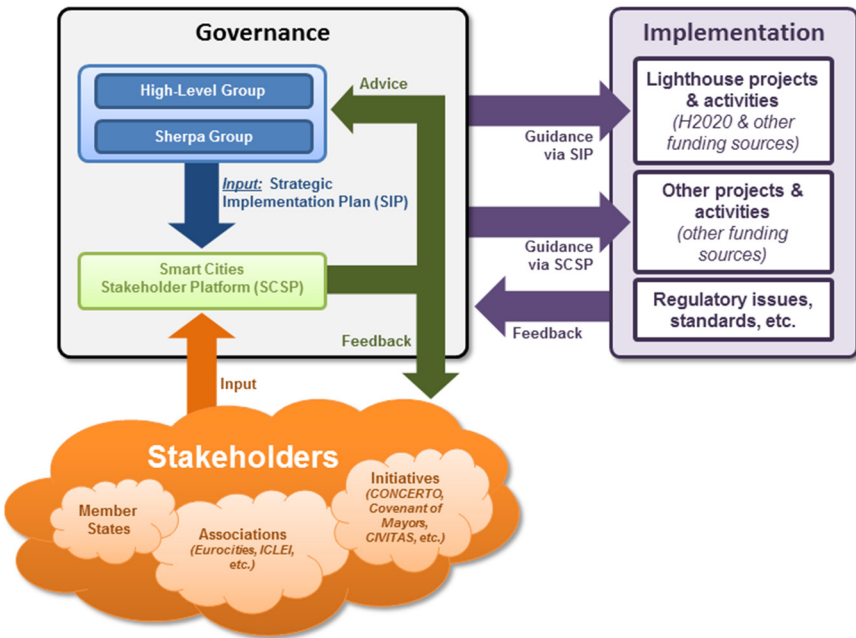 Governance
High-Level Group
Sherpa Group
Input: Strategic
Implementation Plan (SIP)
Smart Cities
Stakeholder Platform (SCSP)
Advice
Feedback
Input
Guidance
via SIP
Guidance
via SCSP
Feedback
Implementation
Lighthouse projects
& activities
(H2020 & other
funding sources)
Other projects &
activities
(other funding
sources)
Regulatory issues,
standards, etc.
Stakeholders
Member
States
Associations
(Eurocities, ICLEI,
etc.)
Initiatives
(CONCERTO,
Covenant of
Mayors,
CIVITAS, etc.)